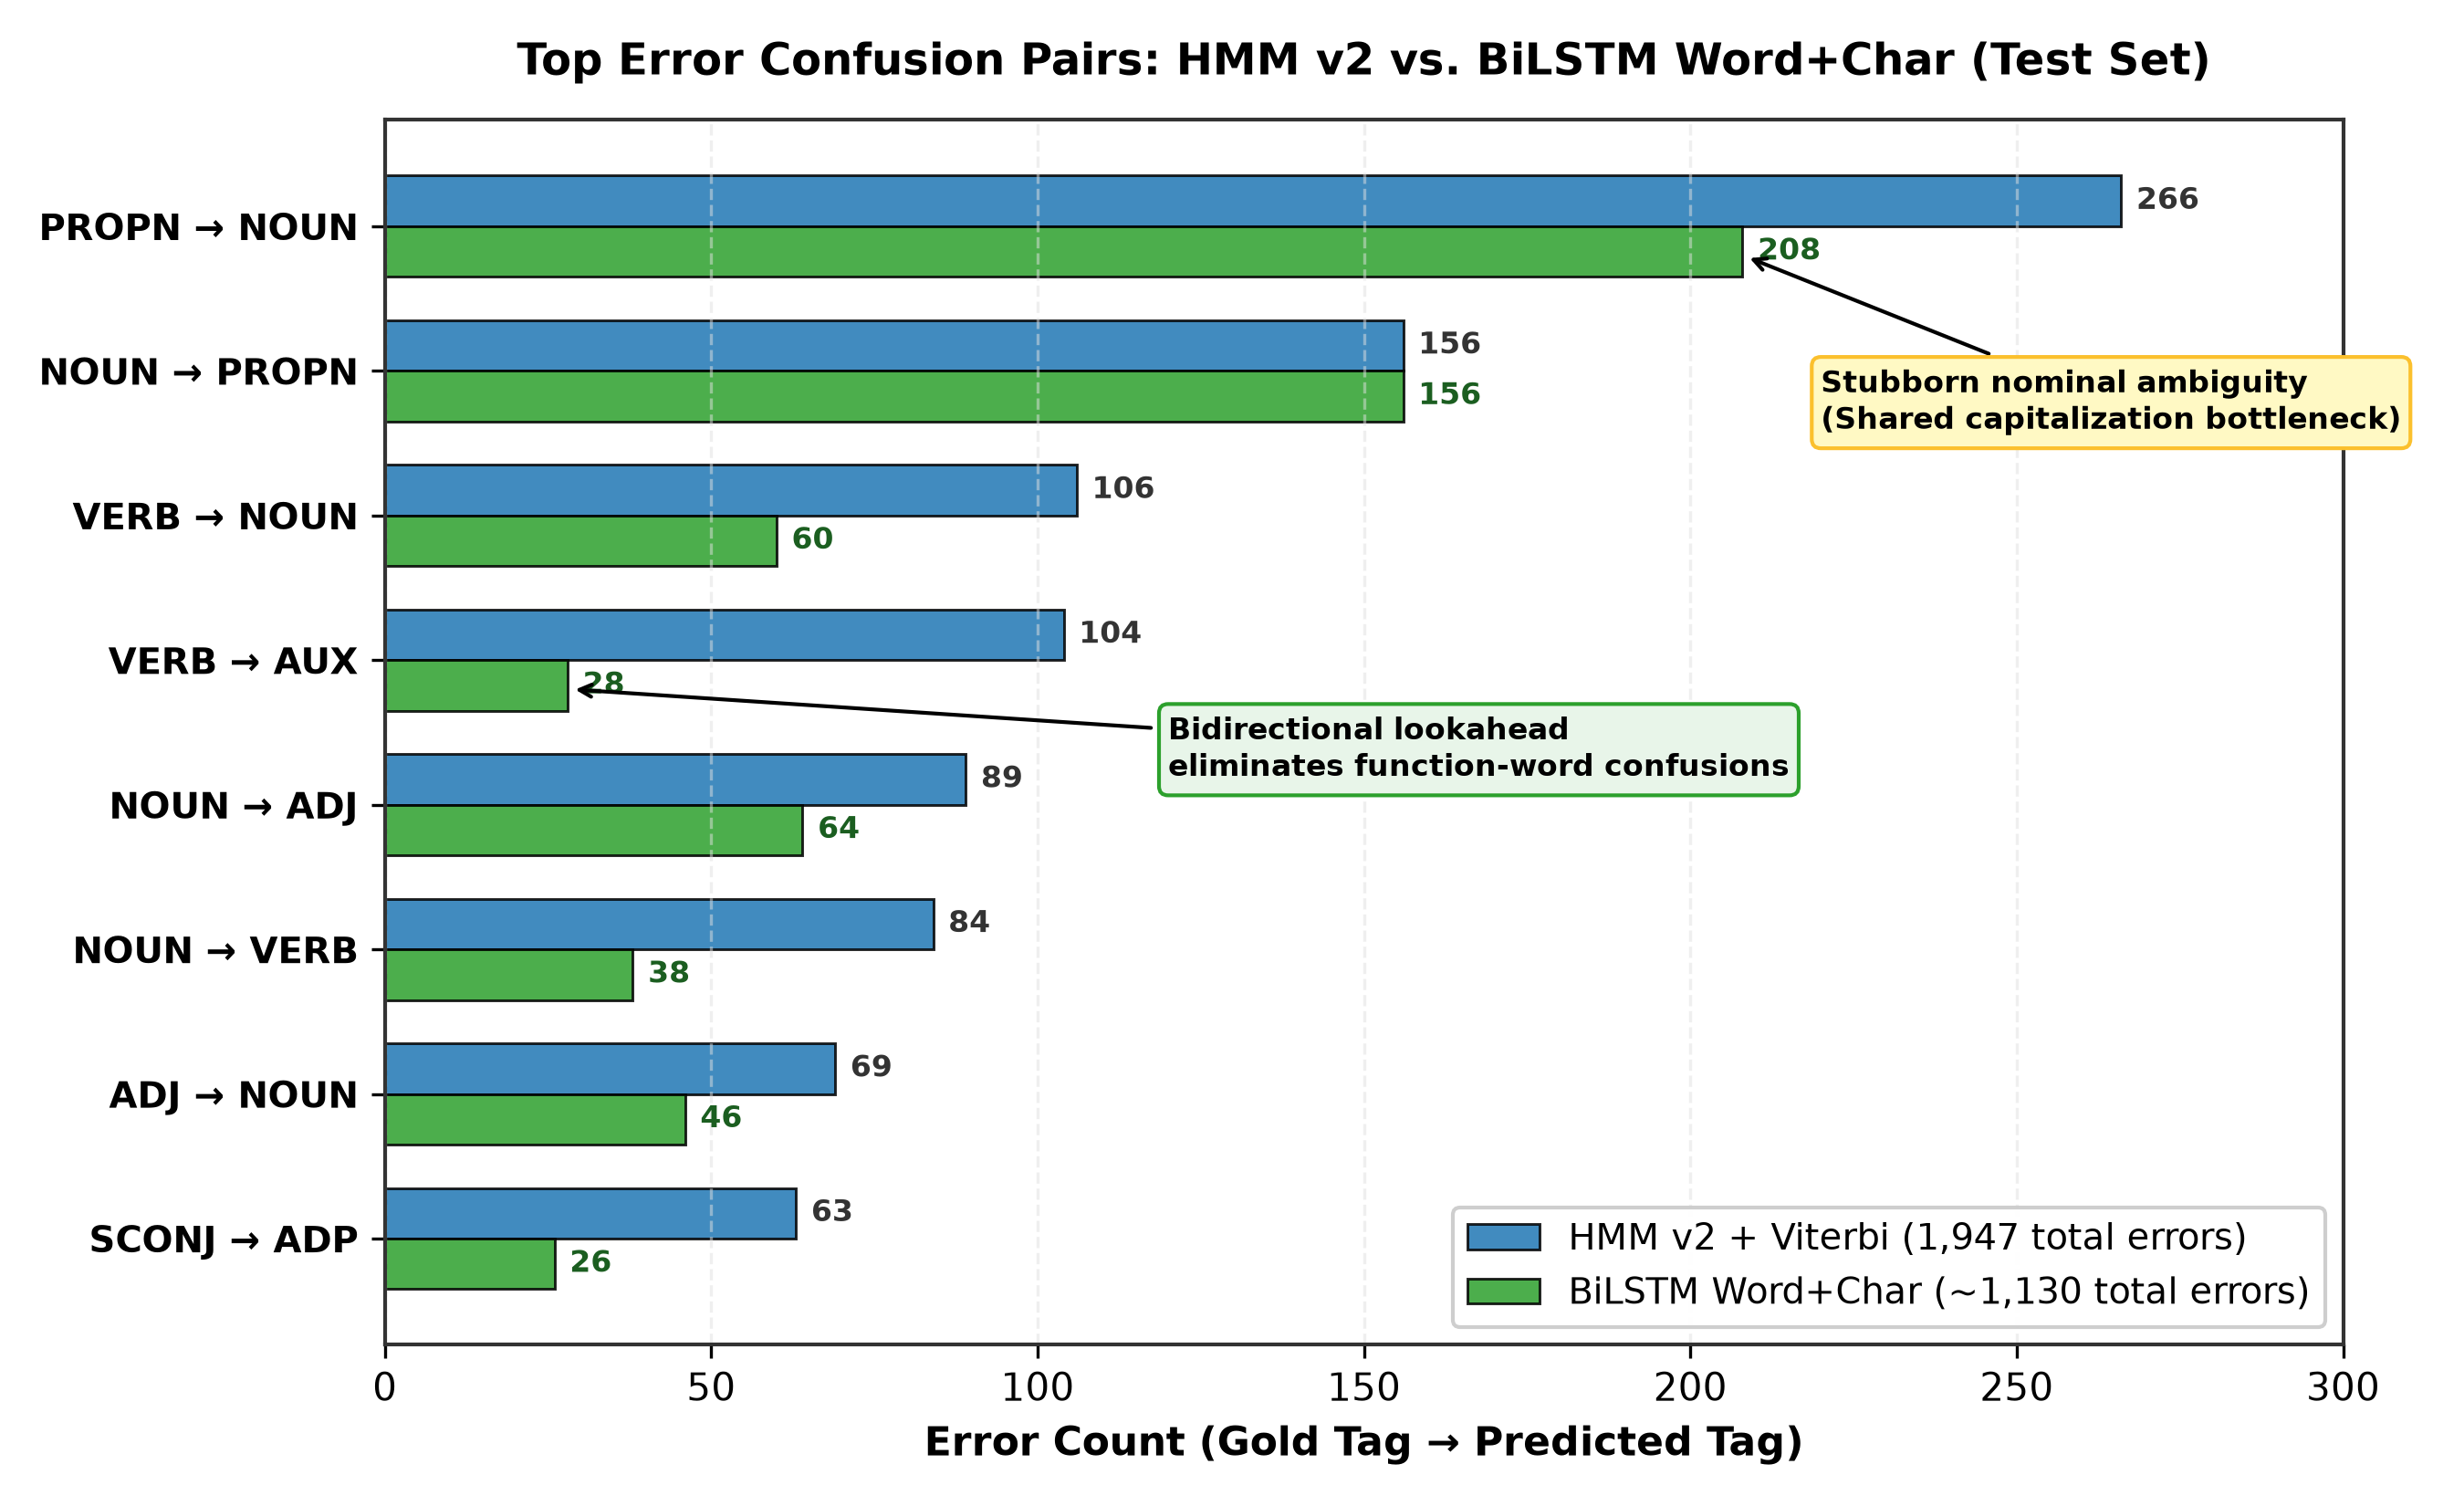 Top Error Confusion Pairs: HMM v2 vs. BiLSTM Word+Char (Test Set)
PROPN → NOUN
266
208
NOUN → PROPN
156
156
Stubborn nominal ambiguity
(Shared capitalization bottleneck)
VERB → NOUN
106
60
VERB → AUX
104
28
Bidirectional lookahead
eliminates function-word confusions
NOUN → ADJ
89
64
NOUN → VERB
84
38
ADJ → NOUN
69
46
SCONJ → ADP
63
26
HMM v2 + Viterbi (1,947 total errors)
BiLSTM Word+Char (~1,130 total errors)
0 50 100 150 200 250 300
Error Count (Gold Tag → Predicted Tag)